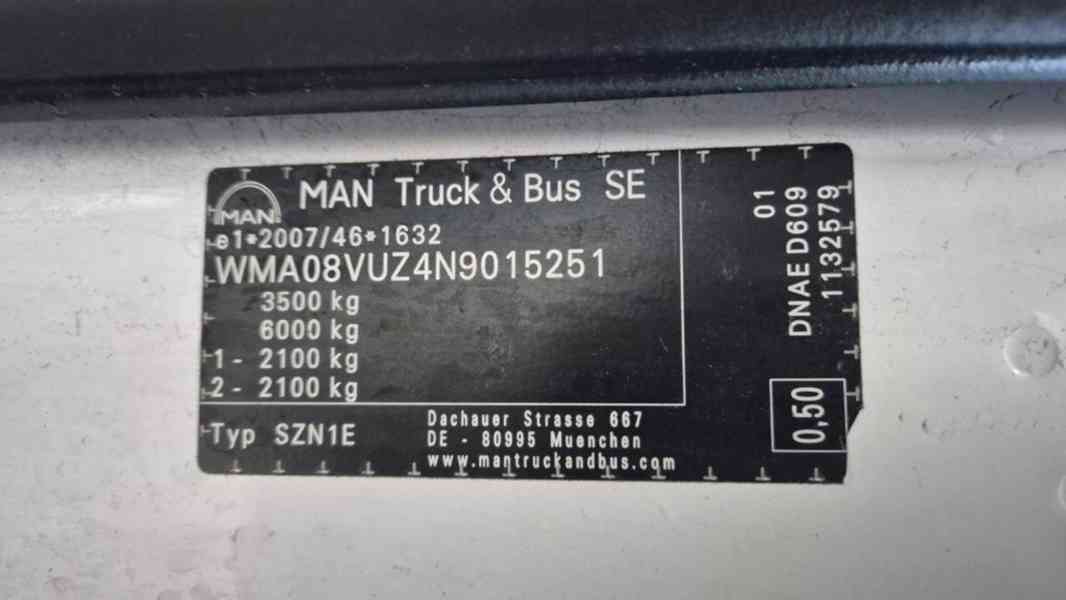 MAN
MAN Truck & Bus SE
e1*2007/46*1632
WMA08VUZ4N9015251
3500 kg
6000 kg
1- 2100 kg
2- 2100 kg
Typ SZN1E
Dachauer Strasse 667
DE - 80995 Muenchen
www.mantruckandbus.com
01
DNAE D609
1132579
0,50